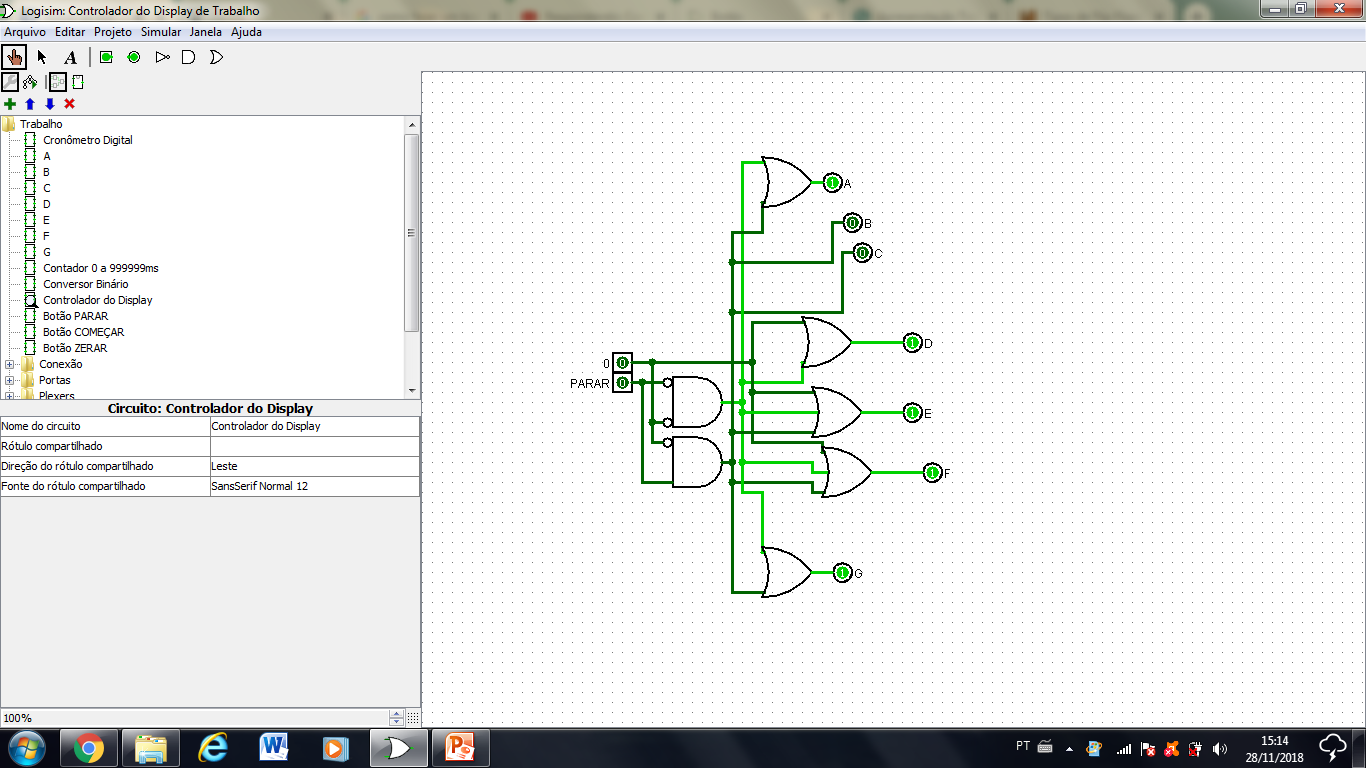 Logisim: Controlador do Display de Trabalho
Arquivo Editar Projeto Simular Janela Ajuda
A
Trabalho
Cronômetro Digital
A
B
C
D
E
F
G
Contador 0 a 999999ms
Conversor Binário
Controlador do Display
Botão PARAR
Botão COMEÇAR
Botão ZERAR
Conexão
Portas
Plexers
Circuito: Controlador do Display
Nome do circuito Controlador do Display
Rótulo compartilhado
Direção do rótulo compartilhado Leste
Fonte do rótulo compartilhado SansSerif Normal 12
100%
1 A
0 B
0 C
1 D
0 0
PARAR 0
1 E
1 F
1 G
PT
15:14
28/11/2018